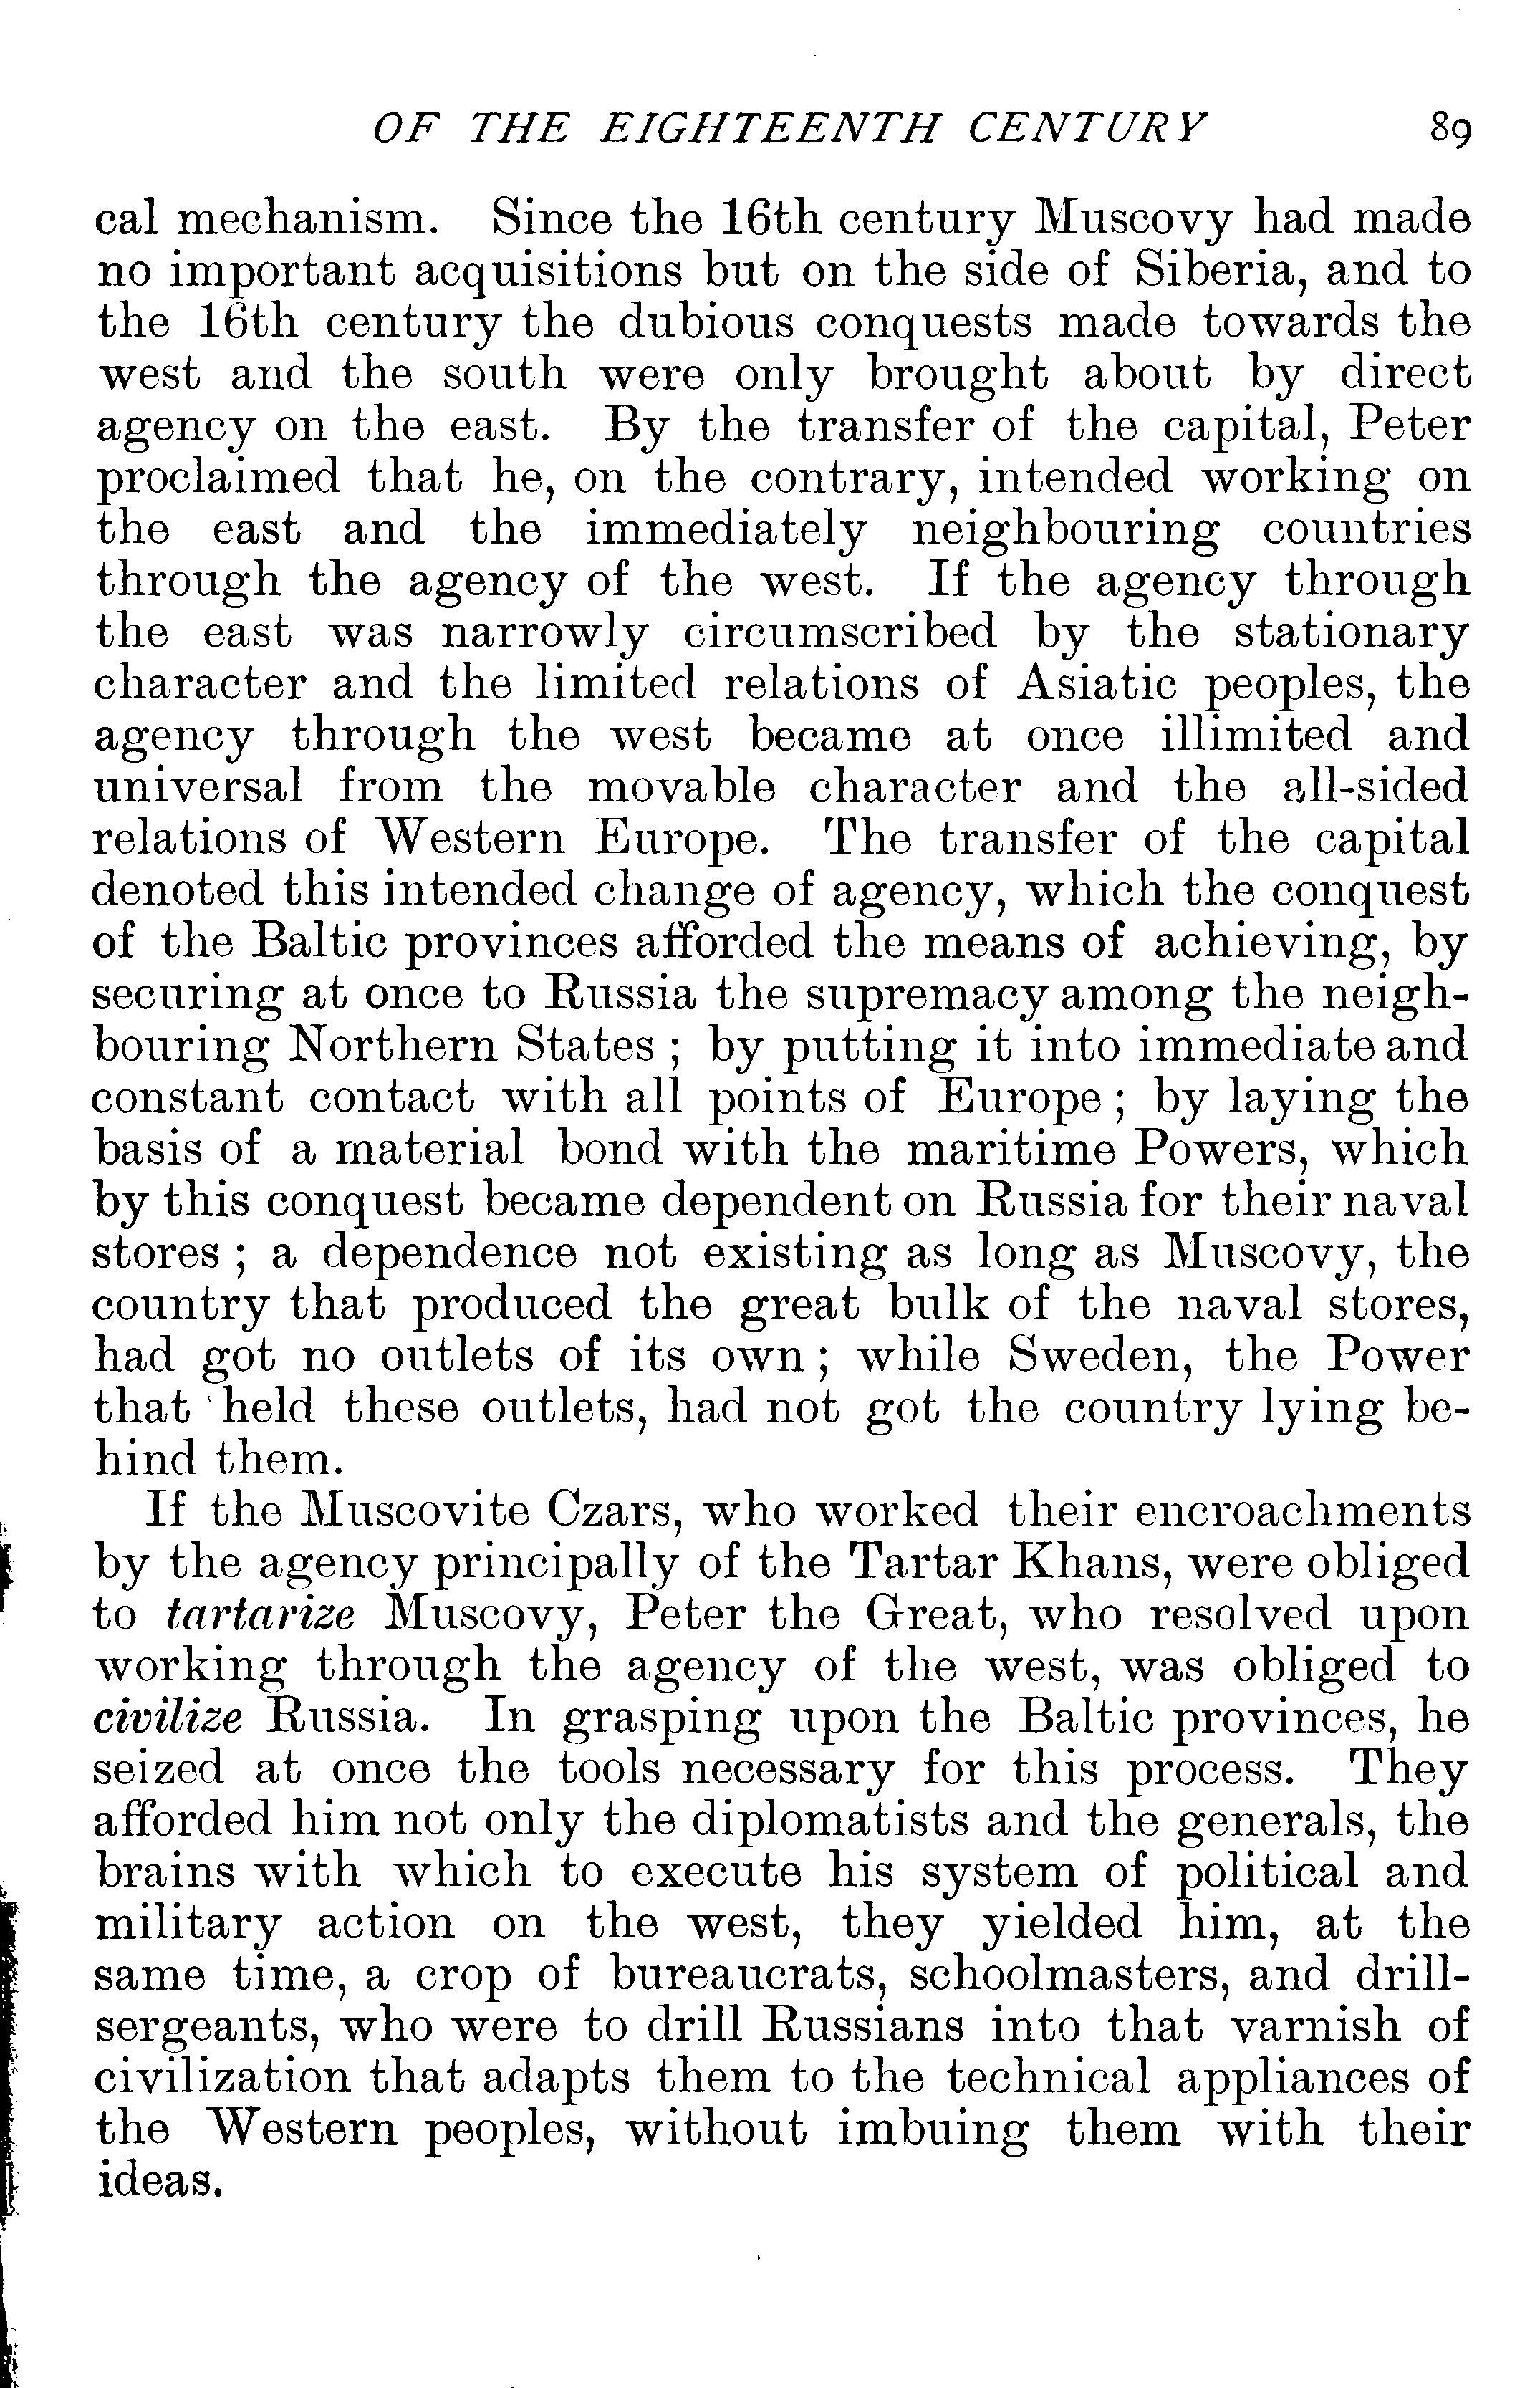 OF THE EIGHTEENTH CENTURY 89
cal mechanism. Since the 16th century Muscovy had made
no important acquisitions but on the side of Siberia, and to
the 16th century the dubious conquests made towards the
west and the south were only brought about by direct
agency on the east. By the transfer of the capital, Peter
proclaimed that he, on the contrary, intended working on
the east and the immediately neighbouring countries
through the agency of the west. If the agency through
the east was narrowly circumscribed by the stationary
character and the limited relations of Asiatic peoples, the
agency through the west became at once illimited and
universal from the movable character and the all-sided
relations of Western Europe. The transfer of the capital
denoted this intended change of agency, which the conquest
of the Baltic provinces afforded the means of achieving, by
securing at once to Russia the supremacy among the neigh-
bouring Northern States ; by putting it into immediate and
constant contact with all points of Europe ; by laying the
basis of a material bond with the maritime Powers, which
by this conquest became dependent on Russia for their naval
stores ; a dependence not existing as long as Muscovy, the
country that produced the great bulk of the naval stores,
had got no outlets of its own ; while Sweden, the Power
that held these outlets, had not got the country lying be-
hind them.
If the Muscovite Czars, who worked their encroachments
by the agency principally of the Tartar Khans, were obliged
to tartarize Muscovy, Peter the Great, who resolved upon
working through the agency of the west, was obliged to
civilize Russia. In grasping upon the Baltic provinces, he
seized at once the tools necessary for this process. They
afforded him not only the diplomatists and the generals, the
brains with which to execute his system of political and
military action on the west, they yielded him, at the
same time, a crop of bureaucrats, schoolmasters, and drill-
sergeants, who were to drill Russians into that varnish of
civilization that adapts them to the technical appliances of
the Western peoples, without imbuing them with their
ideas.